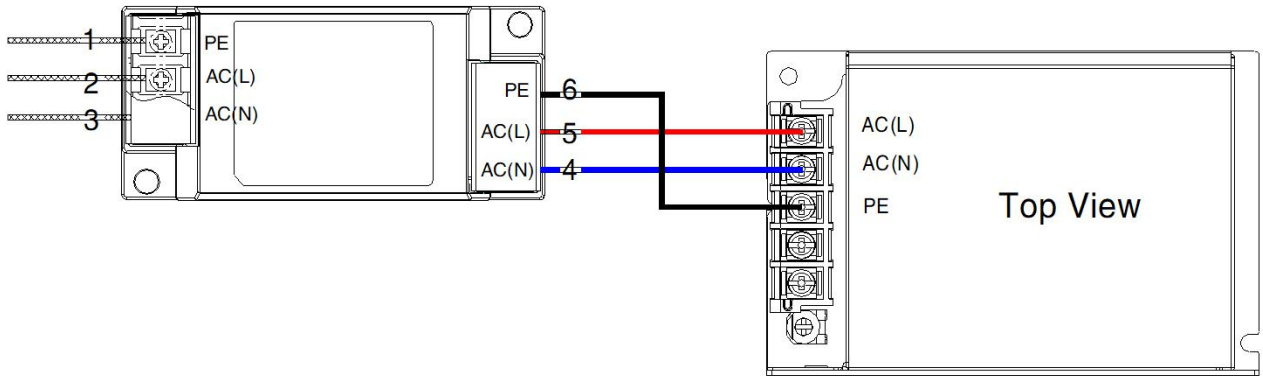 1 PE
2 AC(L)
3 AC(N)
PE 6
AC(L) 5
AC(N) 4
AC(L)
AC(N)
PE
Top View